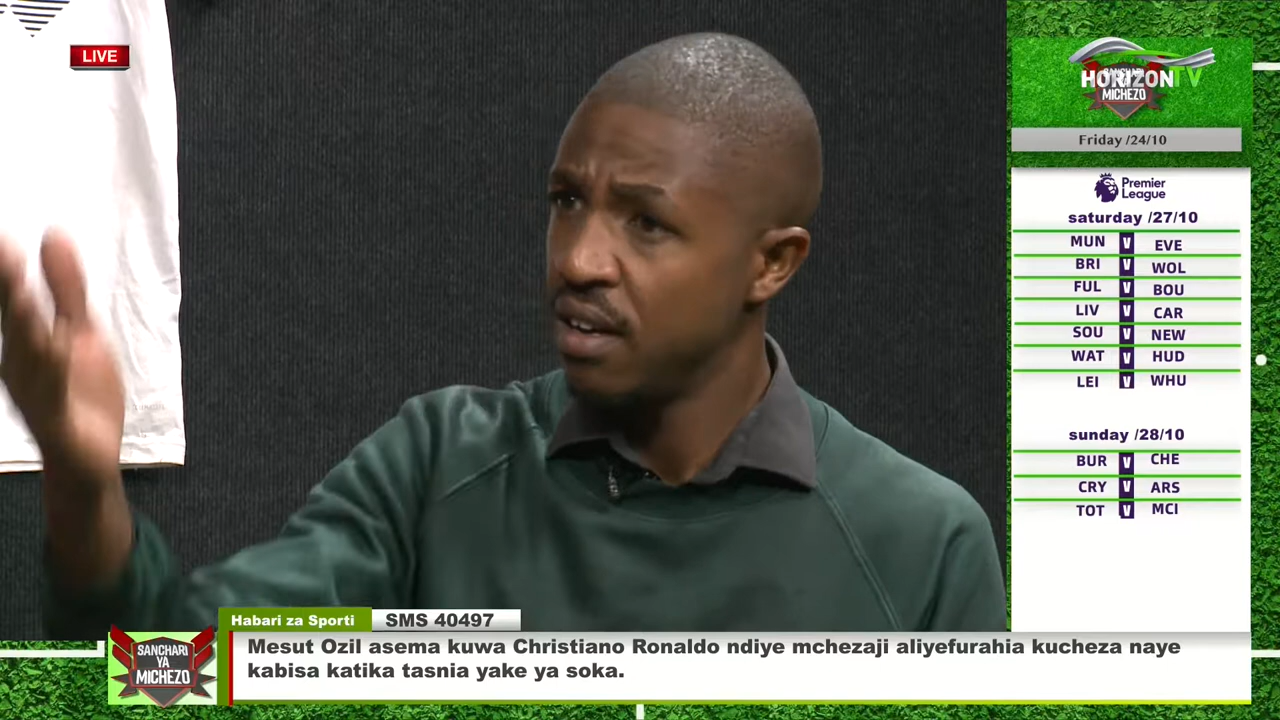 LIVE
HORIZON TV
SANCHARI
MICHEZO
Friday /24/10
Premier
League
saturday /27/10
MUN V EVE
BRI V WOL
FUL V BOU
LIV V CAR
SOU V NEW
WAT V HUD
LEI V WHU
sunday /28/10
BUR V CHE
CRY V ARS
TOT V MCI
Habari za Sporti
SMS 40497
SANCHARI
YA
MICHEZO
Mesut Ozil asema kuwa Christiano Ronaldo ndiye mchezaji aliyefurahia kucheza naye
kabisa katika tasnia yake ya soka.